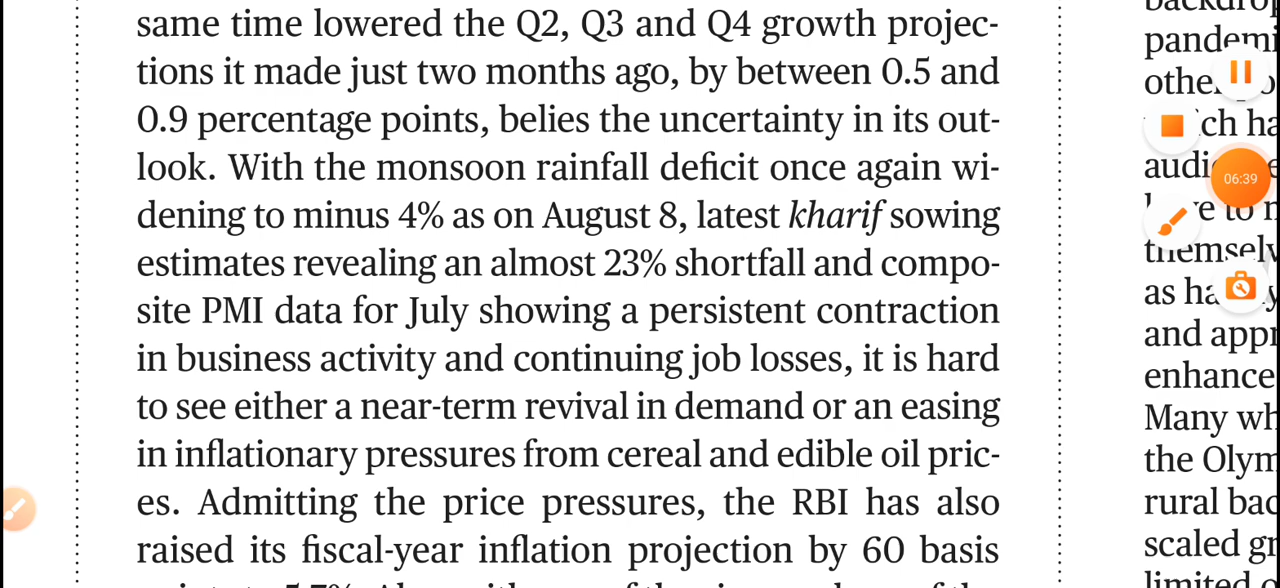 same time lowered the Q2, Q3 and Q4 growth projec-
tions it made just two months ago, by between 0.5 and
0.9 percentage points, belies the uncertainty in its out-
look. With the monsoon rainfall deficit once again wi-
dening to minus 4% as on August 8, latest kharif sowing
estimates revealing an almost 23% shortfall and compo-
site PMI data for July showing a persistent contraction
in business activity and continuing job losses, it is hard
to see either a near-term revival in demand or an easing
in inflationary pressures from cereal and edible oil pric-
es. Admitting the price pressures, the RBI has also
raised its fiscal-year inflation projection by 60 basis
pandemi
ch ha
audi
06:39
themselv
as ha
and appr
enhance
Many wh
the Olym
rural bac
scaled gr